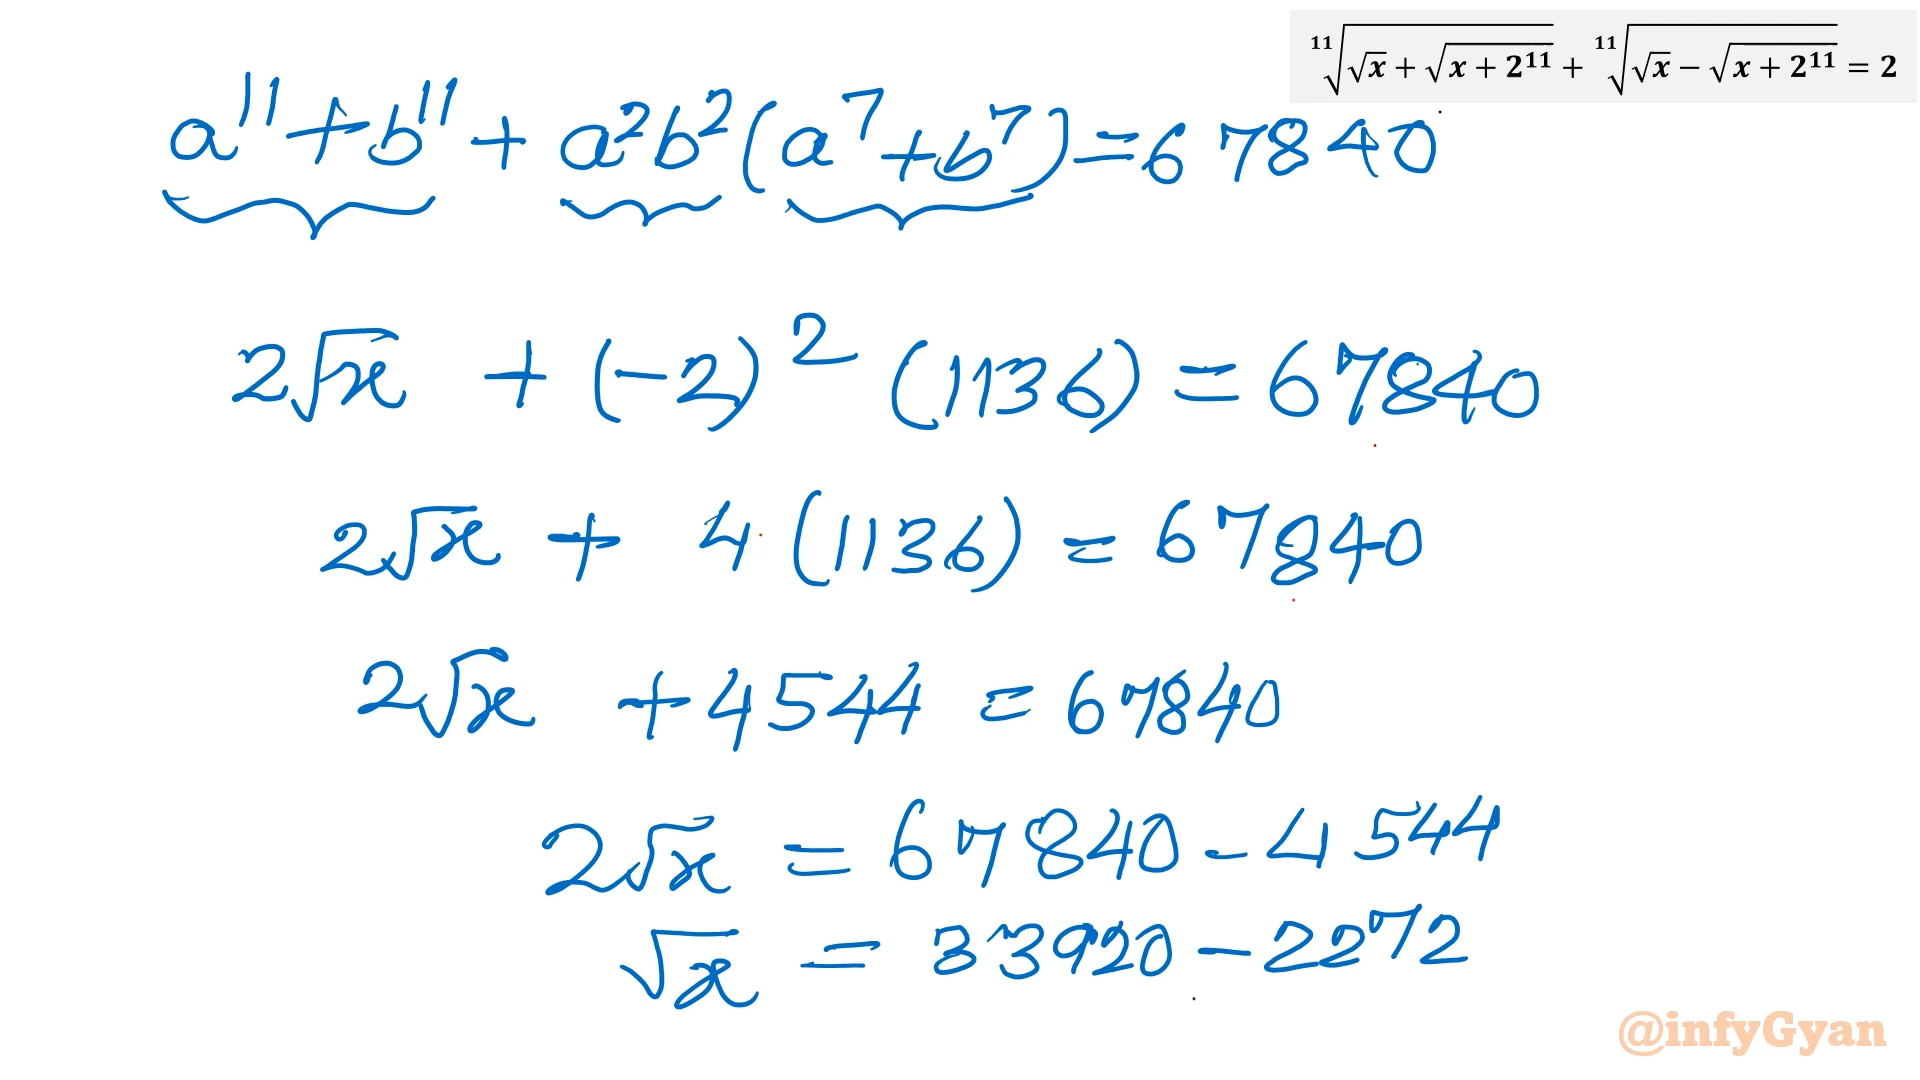 ¹¹√(√x + √(x + 2¹¹)) + ¹¹√(√x − √(x + 2¹¹)) = 2
a¹¹ + b¹¹ + a²b²(a⁷ + b⁷) = 67840
2√x + (-2)² (1136) = 67840
2√x + 4 (1136) = 67840
2√x + 4544 = 67840
2√x = 67840 - 4544
√x = 33920 - 2272
@infyGyan